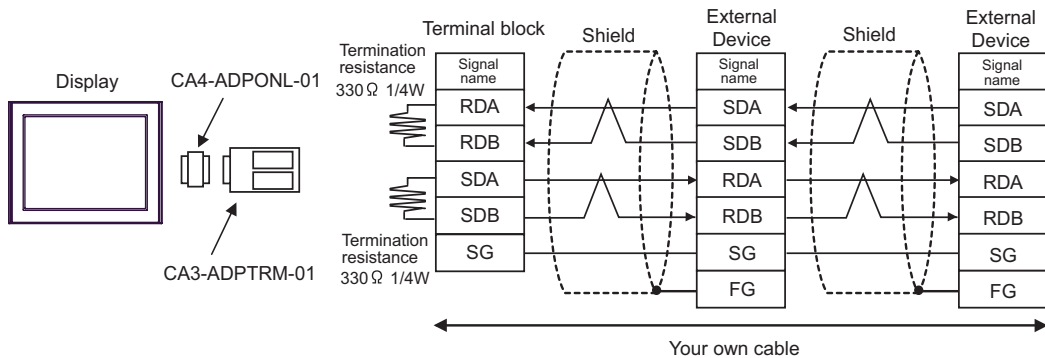 Display
CA4-ADPONL-01
CA3-ADPTRM-01
Termination
resistance
330Ω 1/4W
Termination
resistance
330Ω 1/4W
Terminal block
Signal
name
RDA
RDB
SDA
SDB
SG
Shield
External
Device
Signal
name
SDA
SDB
RDA
RDB
SG
FG
Shield
External
Device
Signal
name
SDA
SDB
RDA
RDB
SG
FG
Your own cable